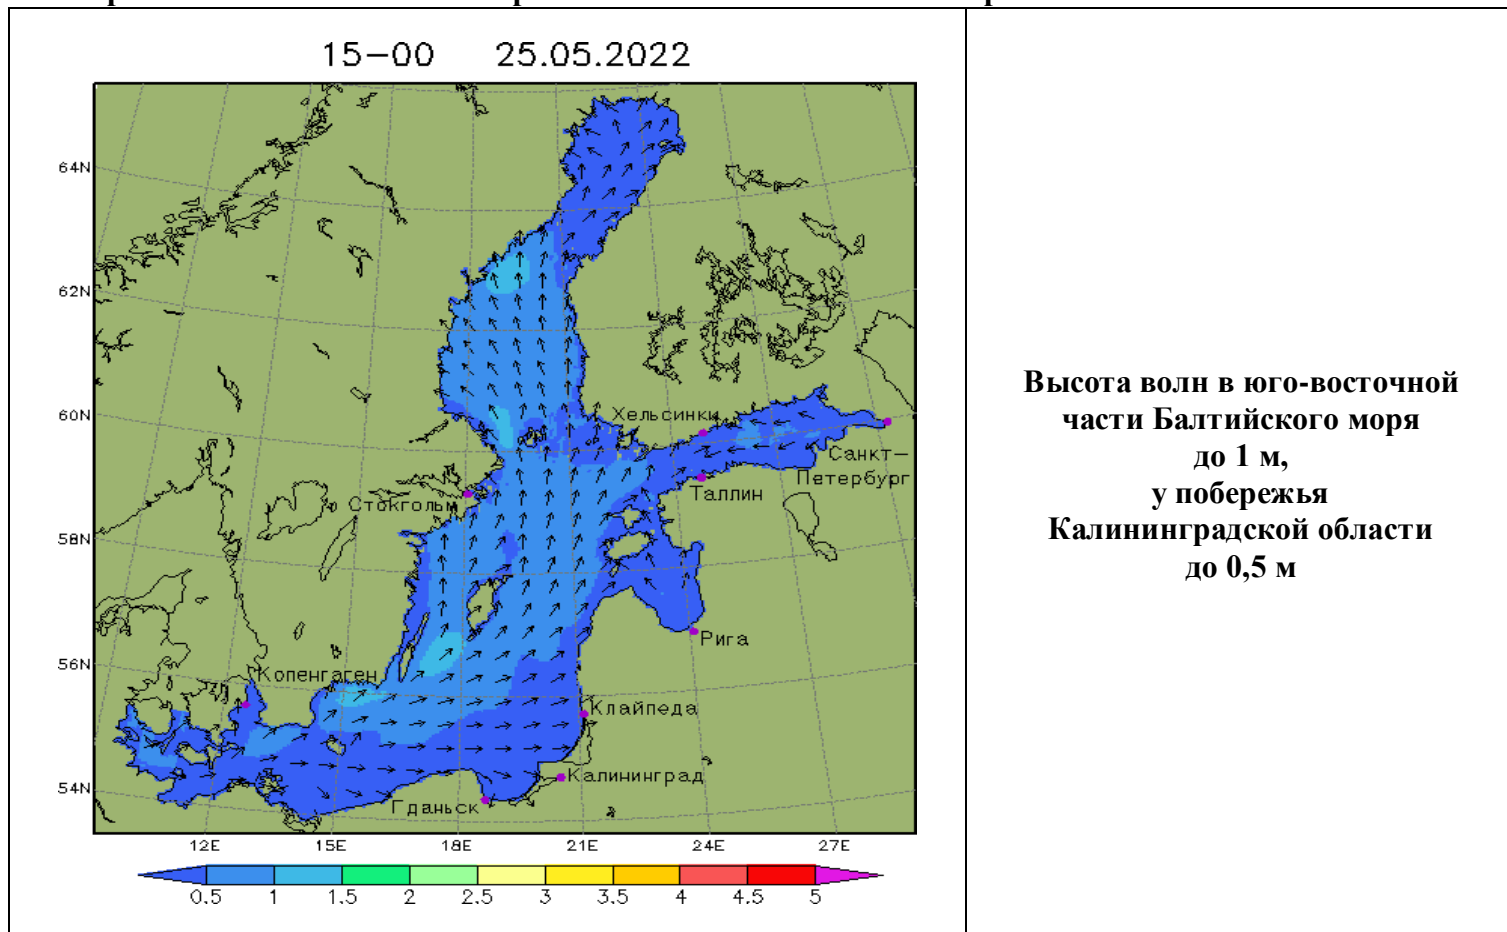 15-00 25.05.2022
64N
62N
60N
58N
56N
54N
Хельсинки
Санкт-
Петербург
Таллин
Стокгольм
Рига
Копенгаген
Клайпеда
Калининград
Гданьск
12E 15E 18E 21E 24E 27E
0.5 1 1.5 2 2.5 3 3.5 4 4.5 5
Высота волн в юго-восточной
части Балтийского моря
до 1 м,
у побережья
Калининградской области
до 0,5 м